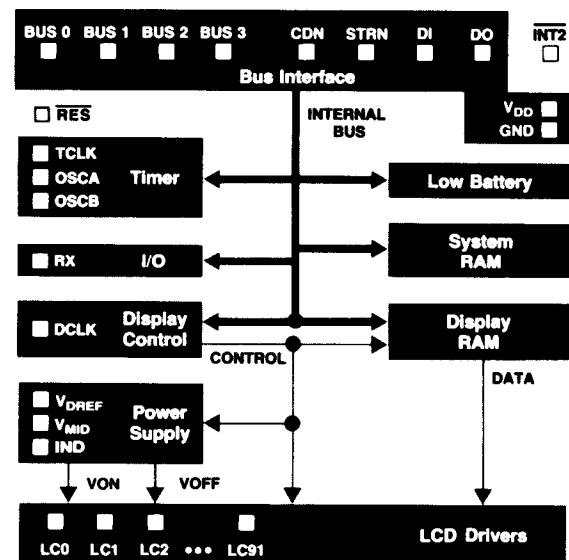 BUS 0 BUS 1 BUS 2 BUS 3 CDN STRN DI DO INT2
Bus Interface
RES
INTERNAL
BUS
VDD
GND
TCLK
OSCA Timer
OSCB
Low Battery
System
RAM
RX I/O
DCLK Display
Control
Display
RAM
CONTROL
DATA
VDREF
VMID
IND
Power
Supply
VON VOFF
LC0 LC1 LC2 ••• LC91
LCD Drivers